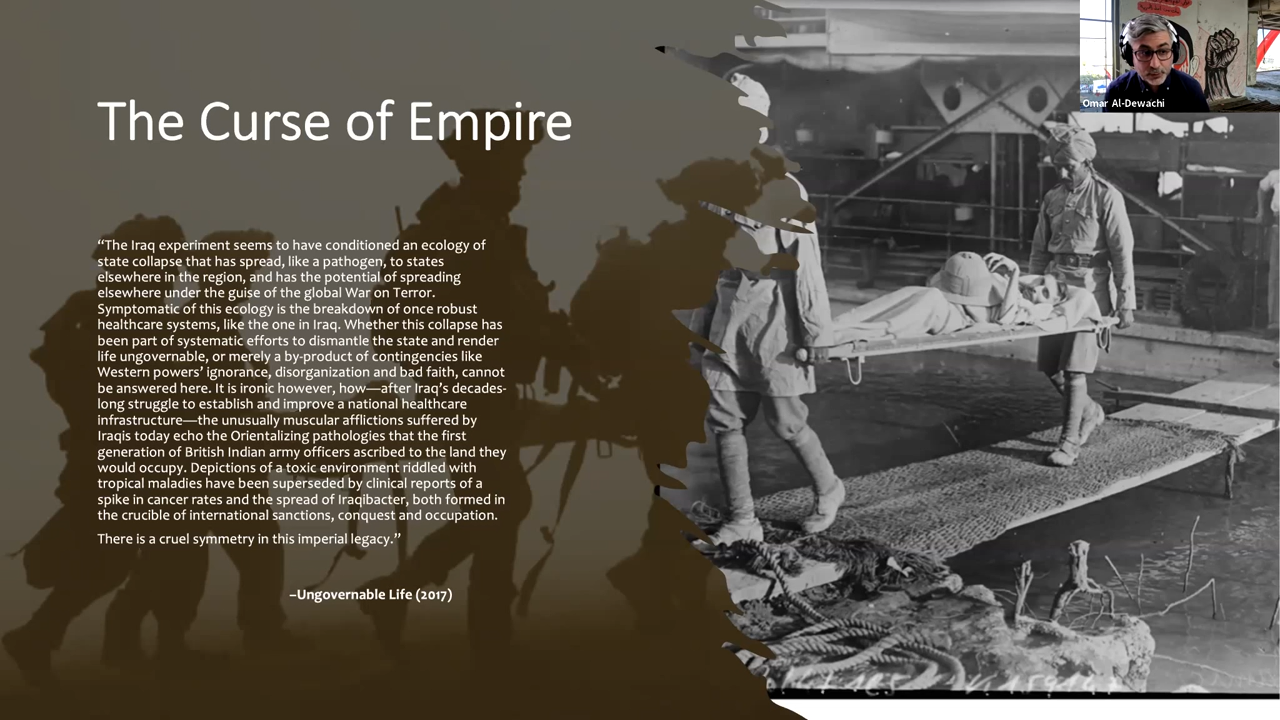 The Curse of Empire
“The Iraq experiment seems to have conditioned an ecology of
state collapse that has spread, like a pathogen, to states
elsewhere in the region, and has the potential of spreading
elsewhere under the guise of the global War on Terror.
Symptomatic of this ecology is the breakdown of once robust
healthcare systems, like the one in Iraq. Whether this collapse has
been part of systematic efforts to dismantle the state and render
life ungovernable, or merely a by-product of contingencies like
Western powers’ ignorance, disorganization and bad faith, cannot
be answered here. It is ironic however, how—after Iraq’s decades-
long struggle to establish and improve a national healthcare
infrastructure—the unusually muscular afflictions suffered by
Iraqis today echo the Orientalizing pathologies that the first
generation of British Indian army officers ascribed to the land they
would occupy. Depictions of a toxic environment riddled with
tropical maladies have been superseded by clinical reports of a
spike in cancer rates and the spread of Iraqibacter, both formed in
the crucible of international sanctions, conquest and occupation.
There is a cruel symmetry in this imperial legacy.”
–Ungovernable Life (2017)
Omar Al-Dewachi